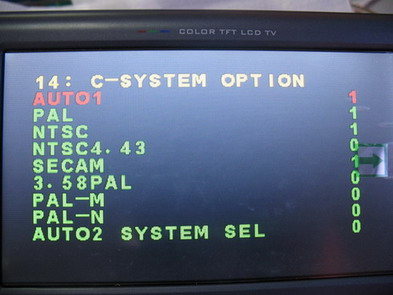 COLOR TFT LCD TV
14: C-SYSTEM OPTION
AUTO1 1
PAL 1
NTSC 1
NTSC4.43 0
SECAM 1
3.58PAL 0
PAL-M 0
PAL-N 0
AUTO2 SYSTEM SEL 0